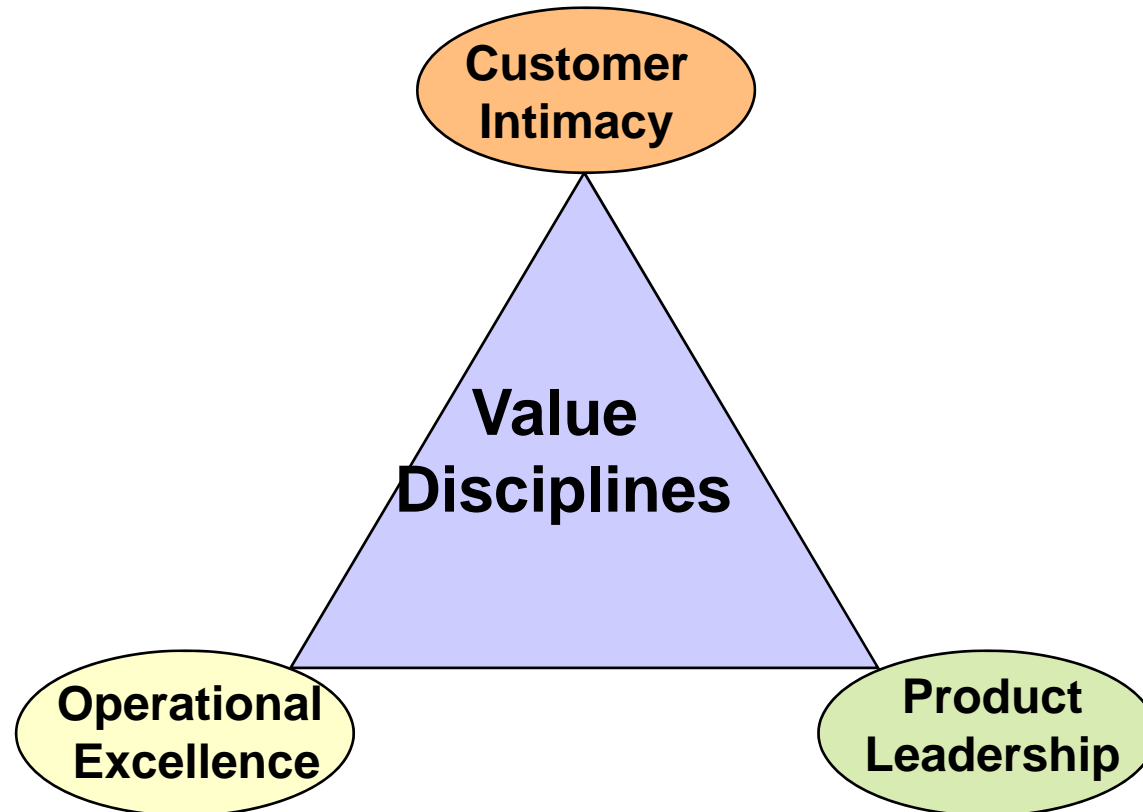 Customer
Intimacy
Value
Disciplines
Operational
Excellence
Product
Leadership